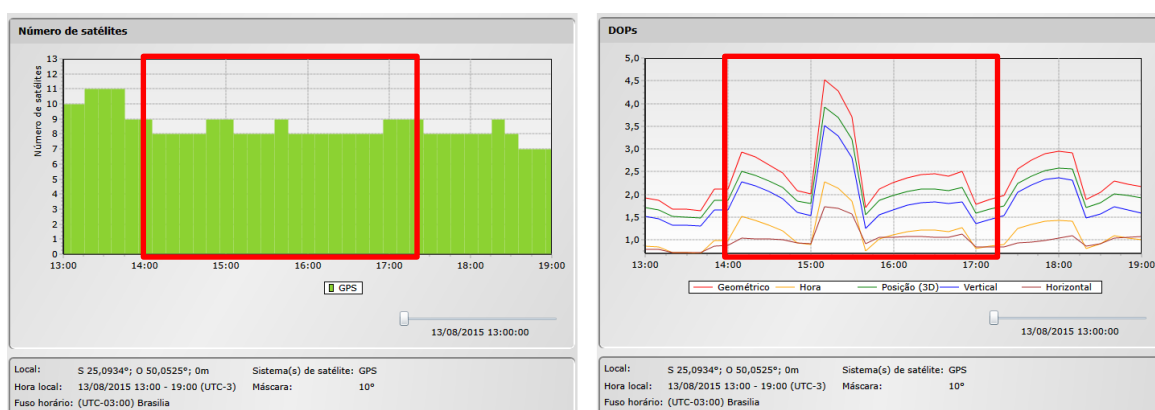 Número de satélites
Número de satélites
13
12
11
10
9
8
7
6
5
4
3
2
1
0
13:00 14:00 15:00 16:00 17:00 18:00 19:00
GPS
13/08/2015 13:00:00
Local: S 25,0934°; O 50,0525°; 0m Sistema(s) de satélite: GPS
Hora local: 13/08/2015 13:00 - 19:00 (UTC-3) Máscara: 10°
Fuso horário: (UTC-03:00) Brasilia
DOPs
5,0
4,5
4,0
3,5
3,0
2,5
2,0
1,5
1,0
13:00 14:00 15:00 16:00 17:00 18:00 19:00
Geométrico Hora Posição (3D) Vertical Horizontal
13/08/2015 13:00:00
Local: S 25,0934°; O 50,0525°; 0m Sistema(s) de satélite: GPS
Hora local: 13/08/2015 13:00 - 19:00 (UTC-3) Máscara: 10°
Fuso horário: (UTC-03:00) Brasilia